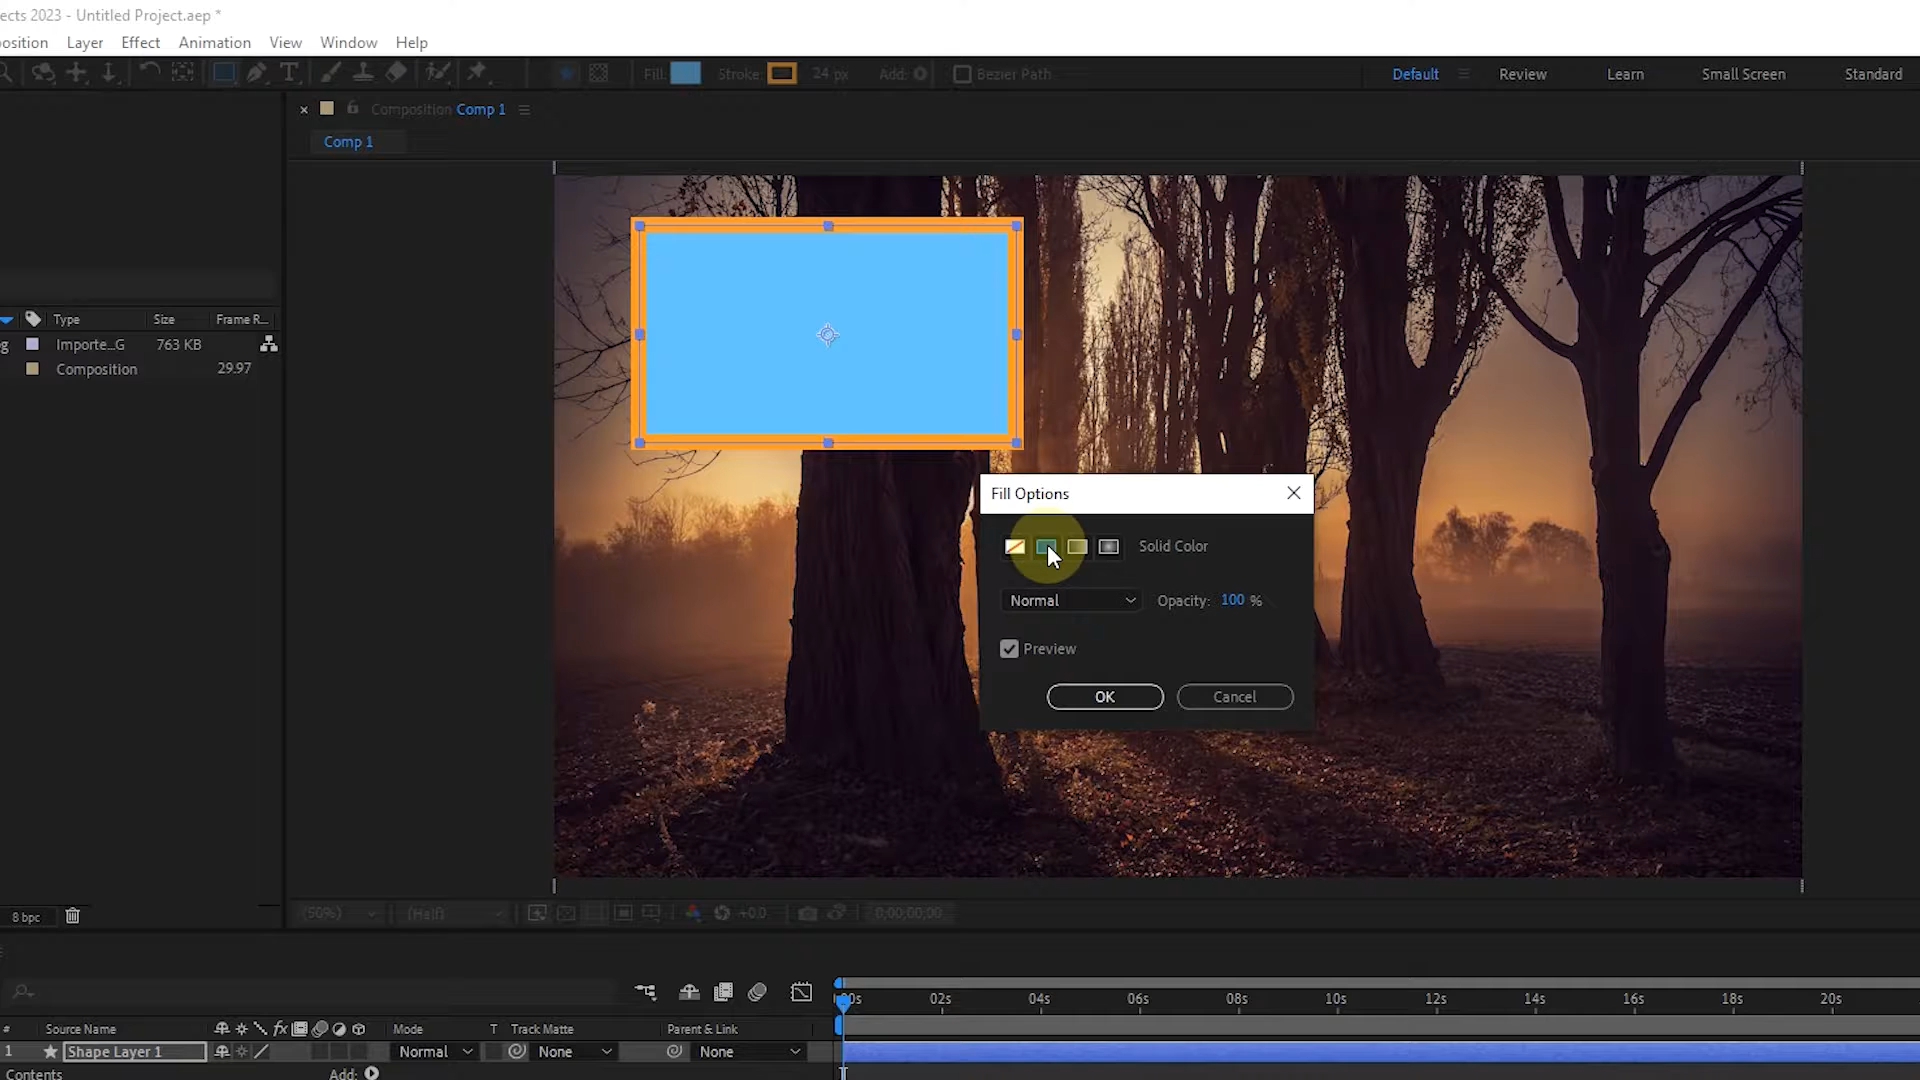 ects 2023 - Untitled Project.aep *
osition Layer Effect Animation View Window Help
Fill: Stroke: 24 px Add: Bezier Path Default Review Learn Small Screen Standard
Composition Comp 1
Comp 1
Type Size Frame R...
g Importe...G 763 KB
Composition 29.97
Fill Options
Solid Color
Normal Opacity: 100 %
Preview
OK Cancel
8 bpc (50%) (Half) +0.0 0;00;00;00
00s 02s 04s 06s 08s 10s 12s 14s 16s 18s 20s
# Source Name fx Mode T Track Matte Parent & Link
1 Shape Layer 1 Normal None None
Contents Add: